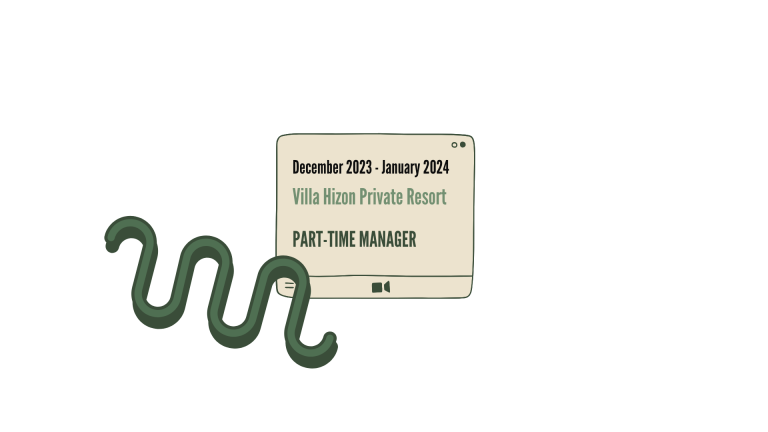 December 2023 - January 2024
Villa Hizon Private Resort
PART-TIME MANAGER